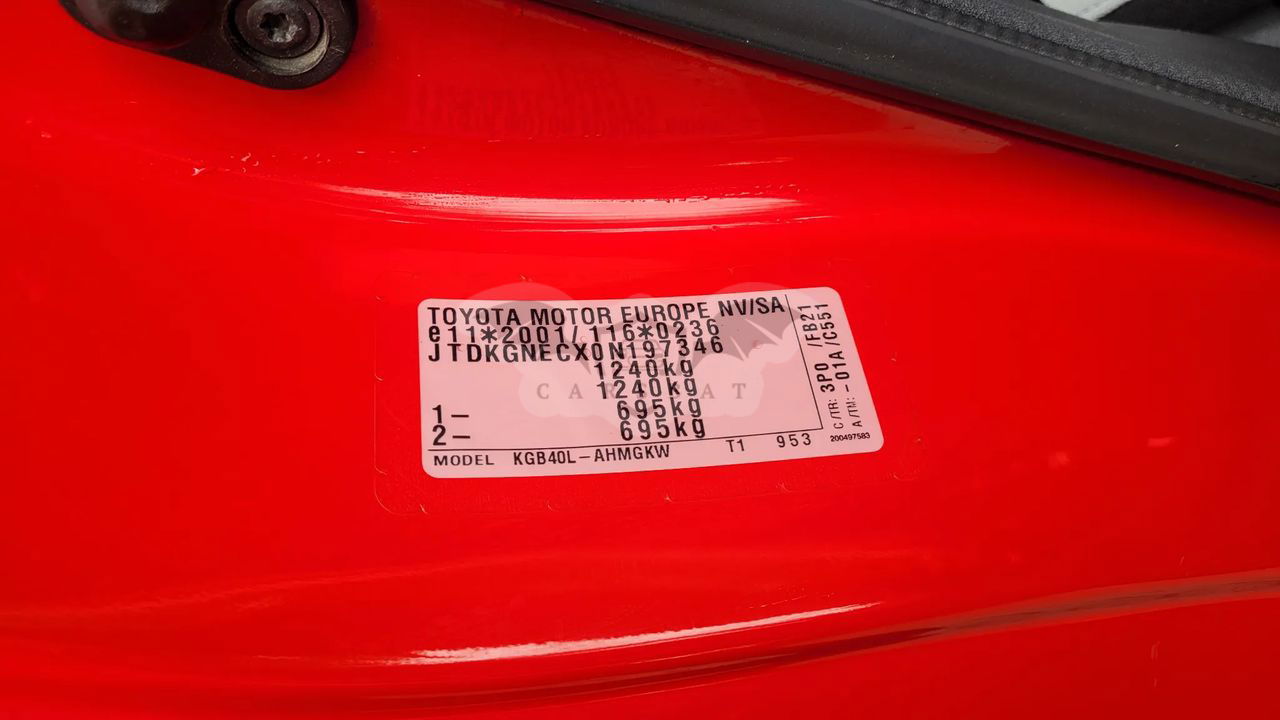 TOYOTA MOTOR EUROPE NV/SA
e11*2001/116*0236
JTDKGNECX0N197346
1240kg
1240kg
1- 695kg
2- 695kg
MODEL KGB40L-AHMGKW T1 953
C/TR: 3P0 /FB21
A/TM: -01A /C551
200497583